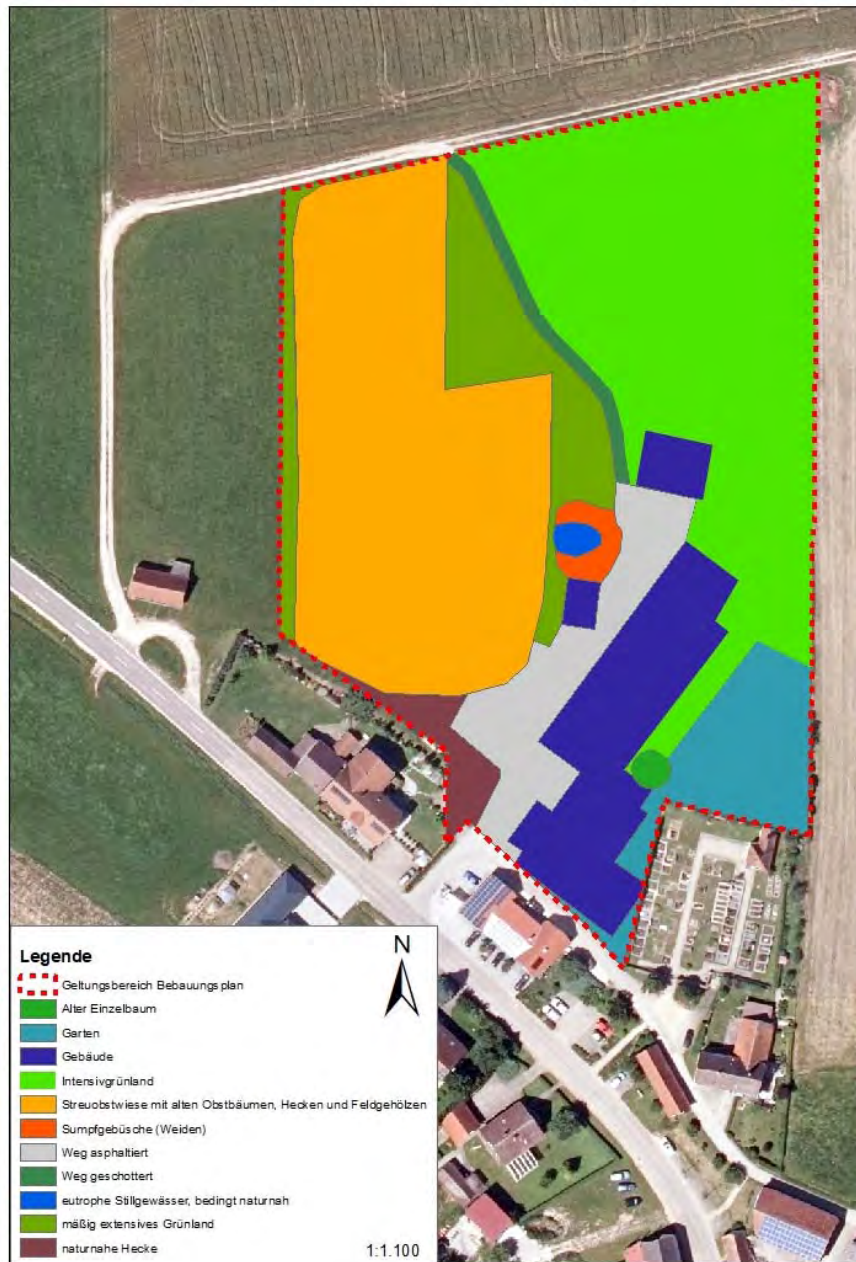 N
Legende
Geltungsbereich Bebauungsplan
Alter Einzelbaum
Garten
Gebäude
Intensivgrünland
Streuobstwiese mit alten Obstbäumen, Hecken und Feldgehölzen
Sumpfgebüsche (Weiden)
Weg asphaltiert
Weg geschottert
eutrophe Stillgewässer, bedingt naturnah
mäßig extensives Grünland
naturnahe Hecke
1:1.100